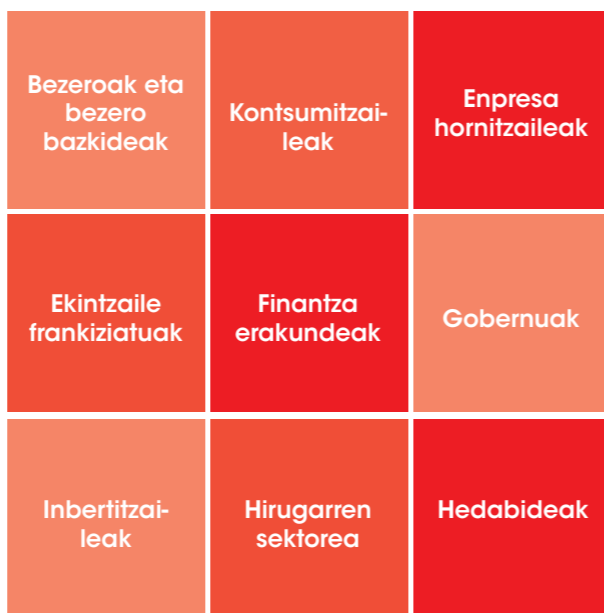 Bezeroak eta
bezero
bazkideak
Kontsumitzai-
leak
Enpresa
hornitzaileak
Ekintzaile
frankiziatuak
Finantza
erakundeak
Gobernuak
Inbertitzai-
leak
Hirugarren
sektorea
Hedabideak